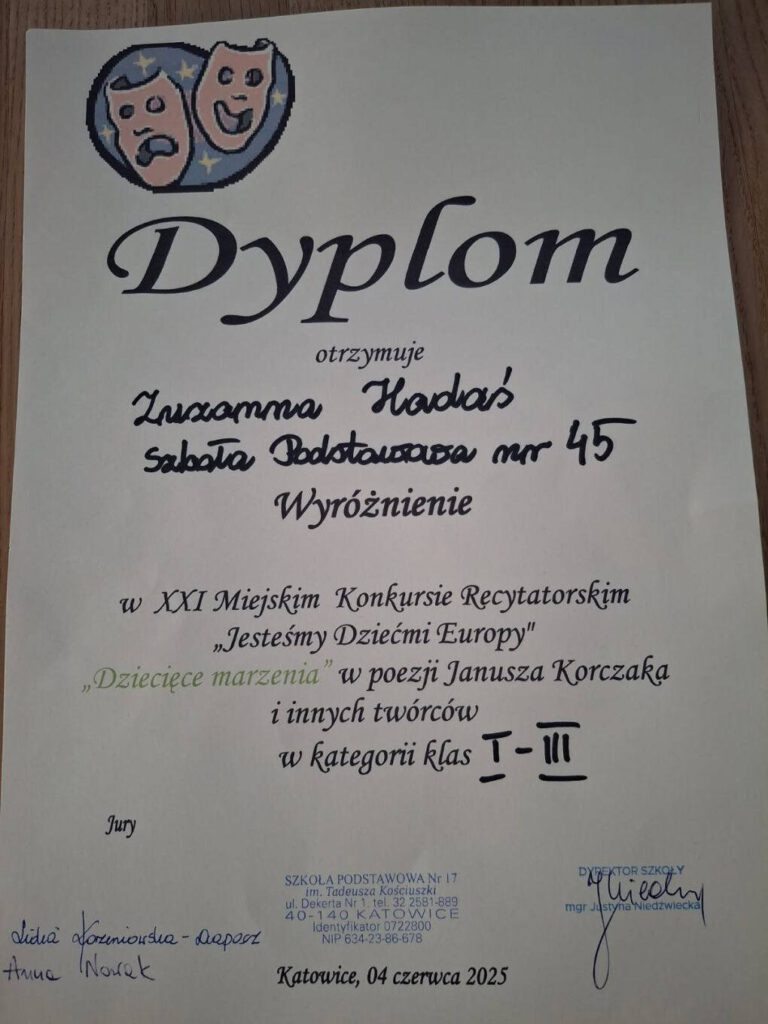 Dyplom
otrzymuje
Zuzanna Hadaś
Szkoła Podstawowa nr 45
Wyróżnienie
w XXI Miejskim Konkursie Recytatorskim
„Jesteśmy Dziećmi Europy"
„Dziecięce marzenia” w poezji Janusza Korczaka
i innych twórców
w kategorii klas I-III
Jury
SZKOŁA PODSTAWOWA Nr 17
im. Tadeusza Kościuszki
ul. Dekerta Nr 1, tel. 32 2581-889
40-140 KATOWICE
Identyfikator 0722800
NIP 634-23-86-678
DYREKTOR SZKOŁY
mgr Justyna Niedźwiecka
Korzeniowska-
Anna Nowak
Katowice, 04 czerwca 2025